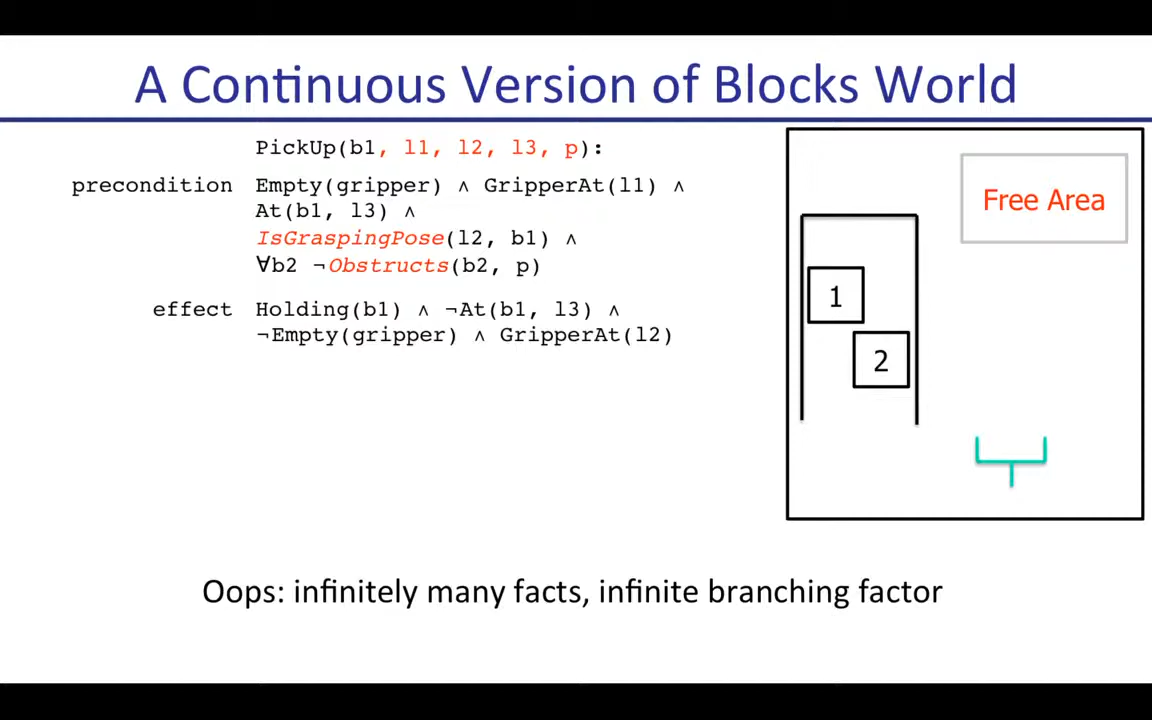 A Continuous Version of Blocks World
PickUp(b1, l1, l2, l3, p):
precondition Empty(gripper) ∧ GripperAt(l1) ∧
At(b1, l3) ∧
IsGraspingPose(l2, b1) ∧
∀b2 ¬Obstructs(b2, p)
effect Holding(b1) ∧ ¬At(b1, l3) ∧
¬Empty(gripper) ∧ GripperAt(l2)
Free Area
1
2
Oops: infinitely many facts, infinite branching factor